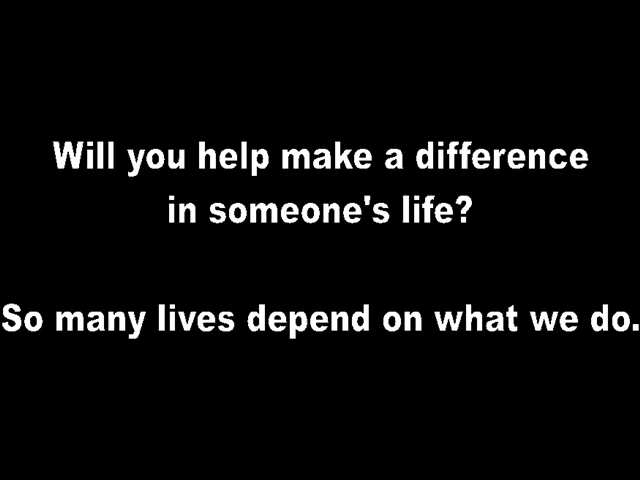 Will you help make a difference
in someone's life?
So many lives depend on what we do.